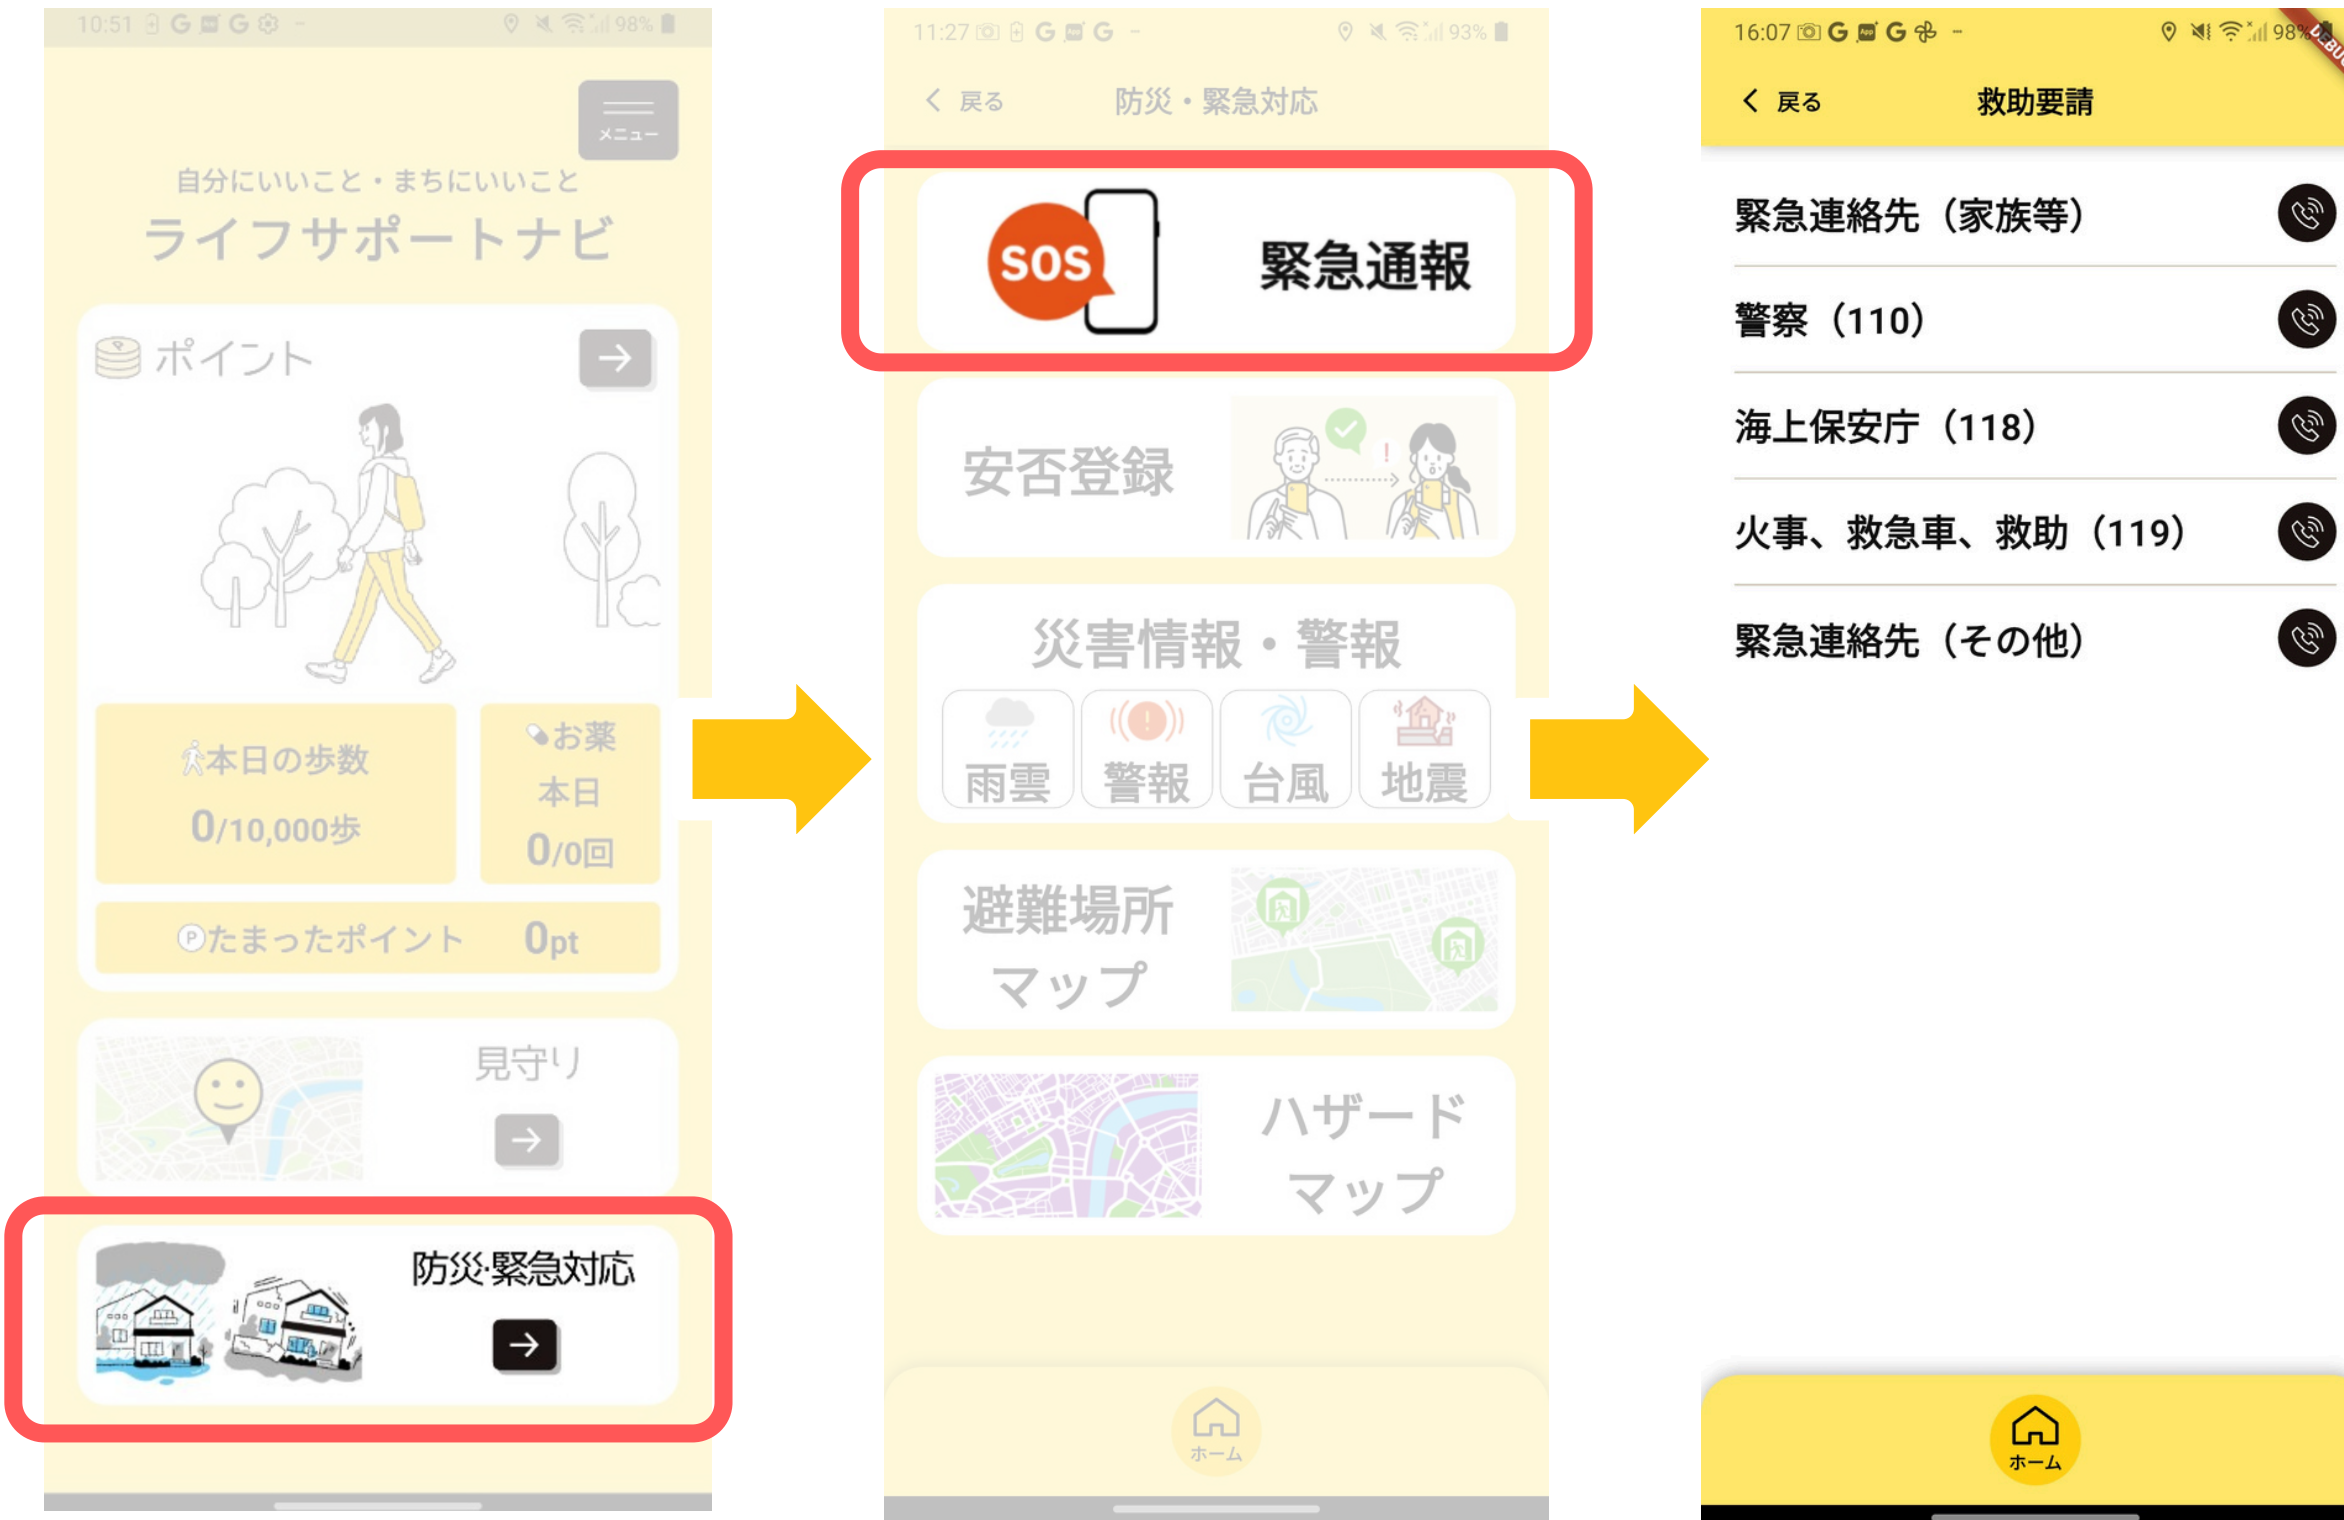 10:51 98%
メニュー
自分にいいこと・まちにいいこと
ライフサポートナビ
ポイント
本日の歩数
0/10,000歩
お薬
本日
0/0回
Pたまったポイント 0pt
見守り
防災・緊急対応
11:27 93%
戻る 防災・緊急対応
SOS
緊急通報
安否登録
災害情報・警報
雨雲 警報 台風 地震
避難場所
マップ
ハザード
マップ
ホーム
16:07 98%
戻る 救助要請
緊急連絡先（家族等）
警察（110）
海上保安庁（118）
火事、救急車、救助（119）
緊急連絡先（その他）
ホーム